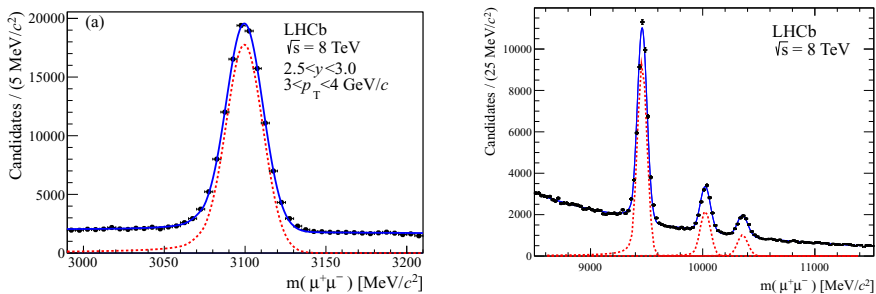 (a)
LHCb
√s = 8 TeV
2.5<y<3.0
3<p_T<4 GeV/c
Candidates / (5 MeV/c²)
20000
15000
10000
5000
0
3000 3050 3100 3150 3200
m( μ⁺μ⁻) [MeV/c²]
LHCb
√s = 8 TeV
Candidates / (25 MeV/c²)
10000
8000
6000
4000
2000
0
9000 10000 11000
m( μ⁺μ⁻) [MeV/c²]